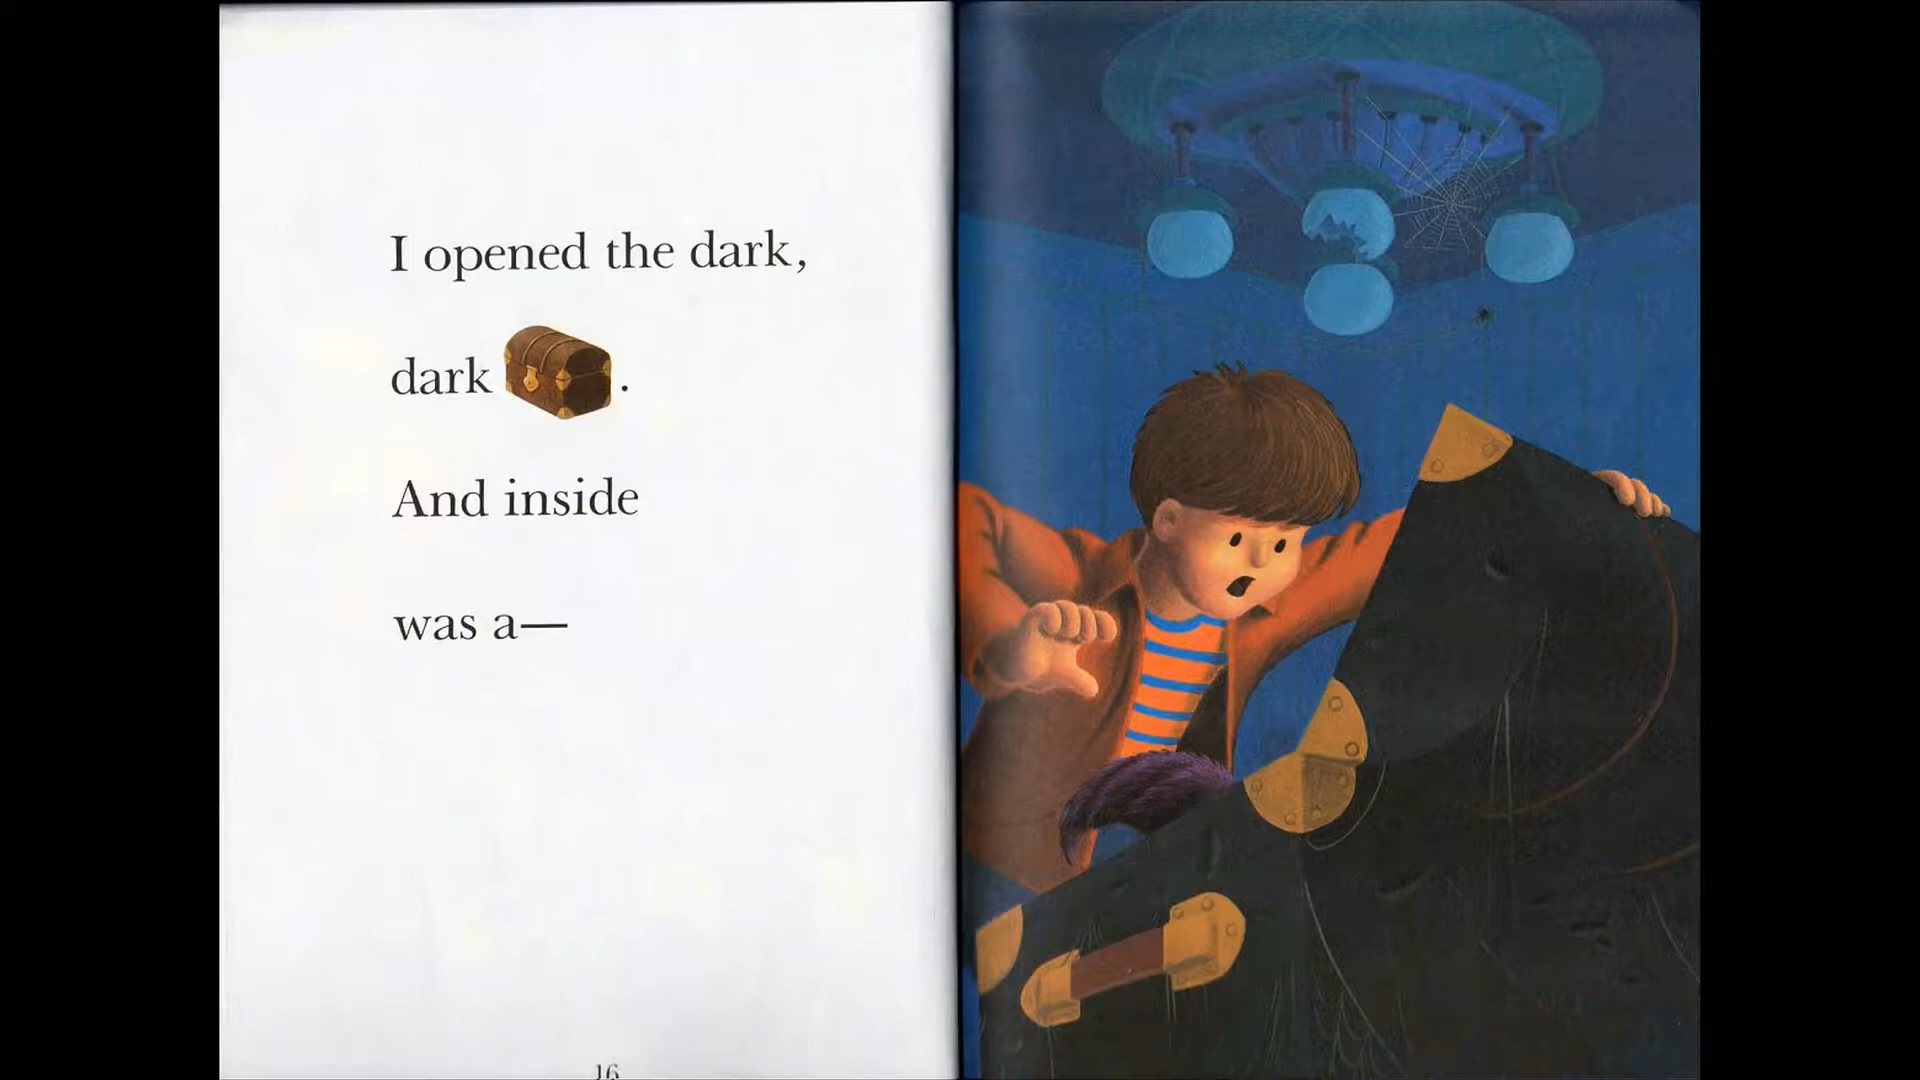 I opened the dark,
dark .
And inside
was a—
16